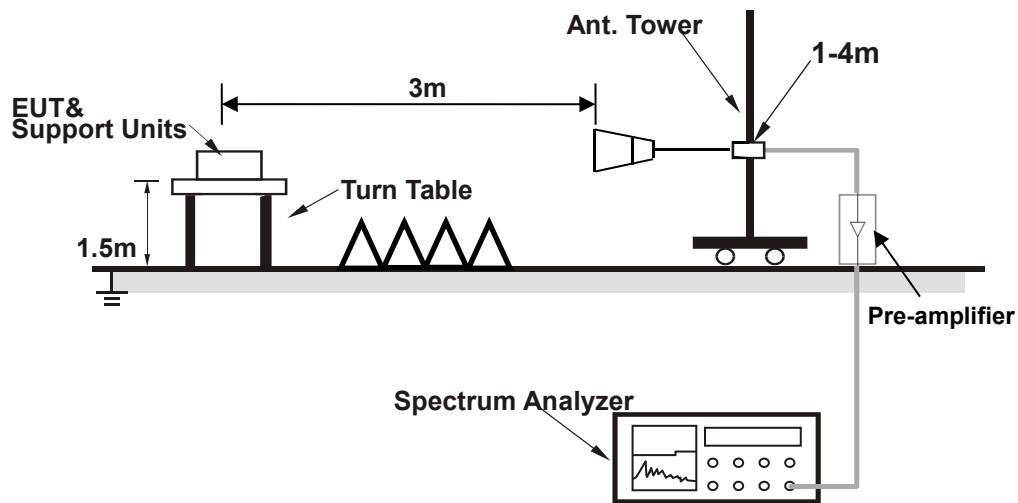 Ant. Tower
1-4m
3m
EUT&
Support Units
Turn Table
1.5m
Pre-amplifier
Spectrum Analyzer